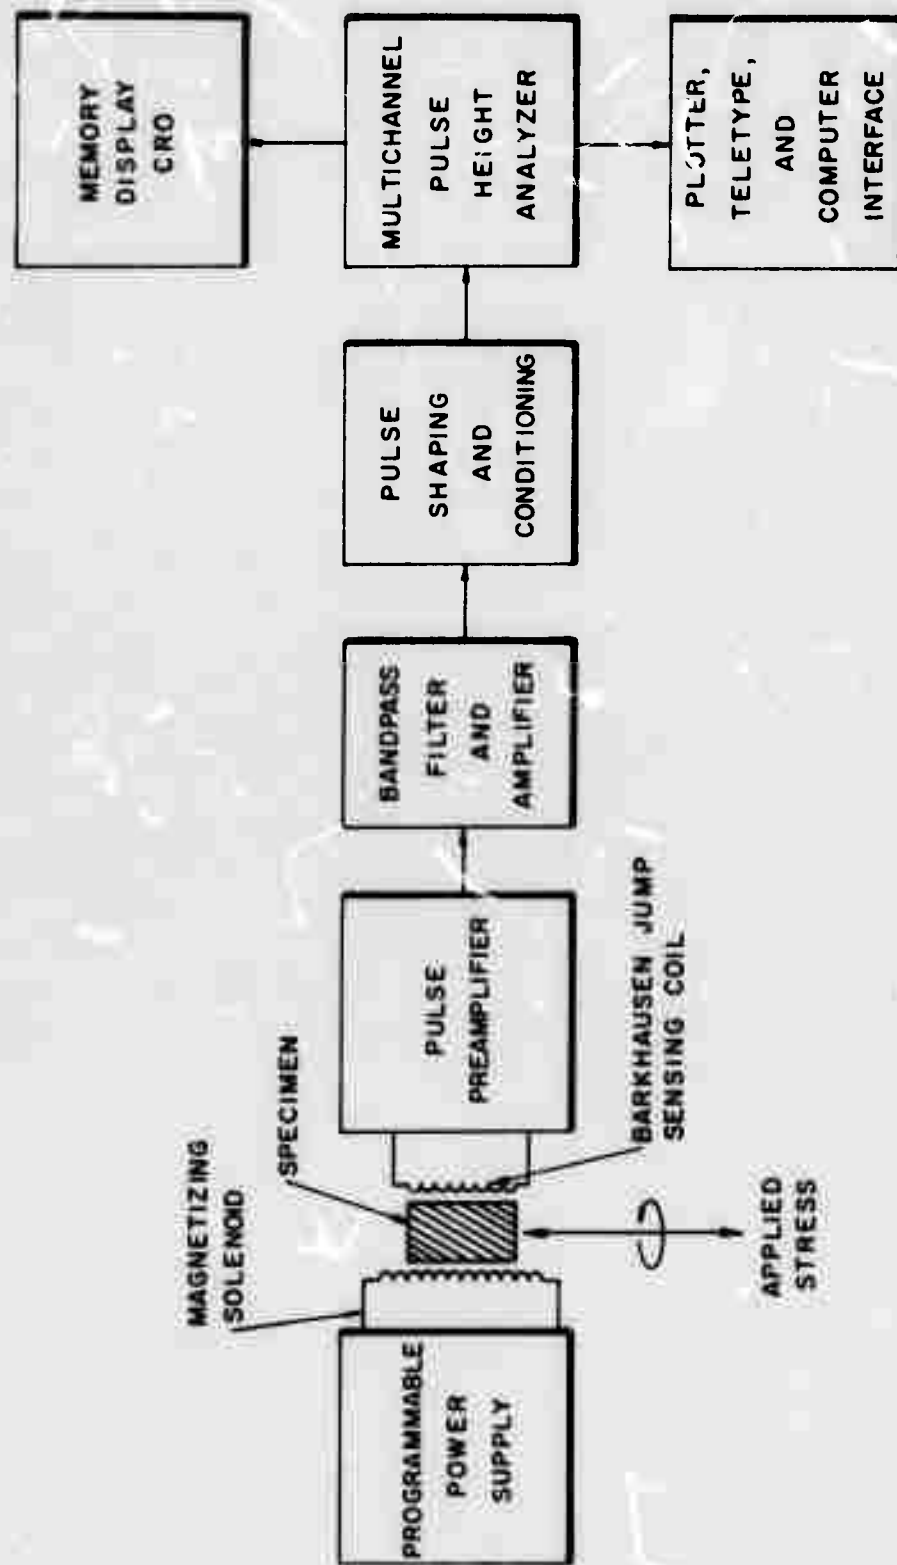 PROGRAMMABLE
POWER
SUPPLY
MAGNETIZING
SOLENOID
SPECIMEN
APPLIED
STRESS
BARKHAUSEN JUMP
SENSING COIL
PULSE
PREAMPLIFIER
BANDPASS
FILTER
AND
AMPLIFIER
PULSE
SHAPING
AND
CONDITIONING
MULTICHANNEL
PULSE
HEIGHT
ANALYZER
MEMORY
DISPLAY
CRO
PLOTTER,
TELETYPE,
AND
COMPUTER
INTERFACE